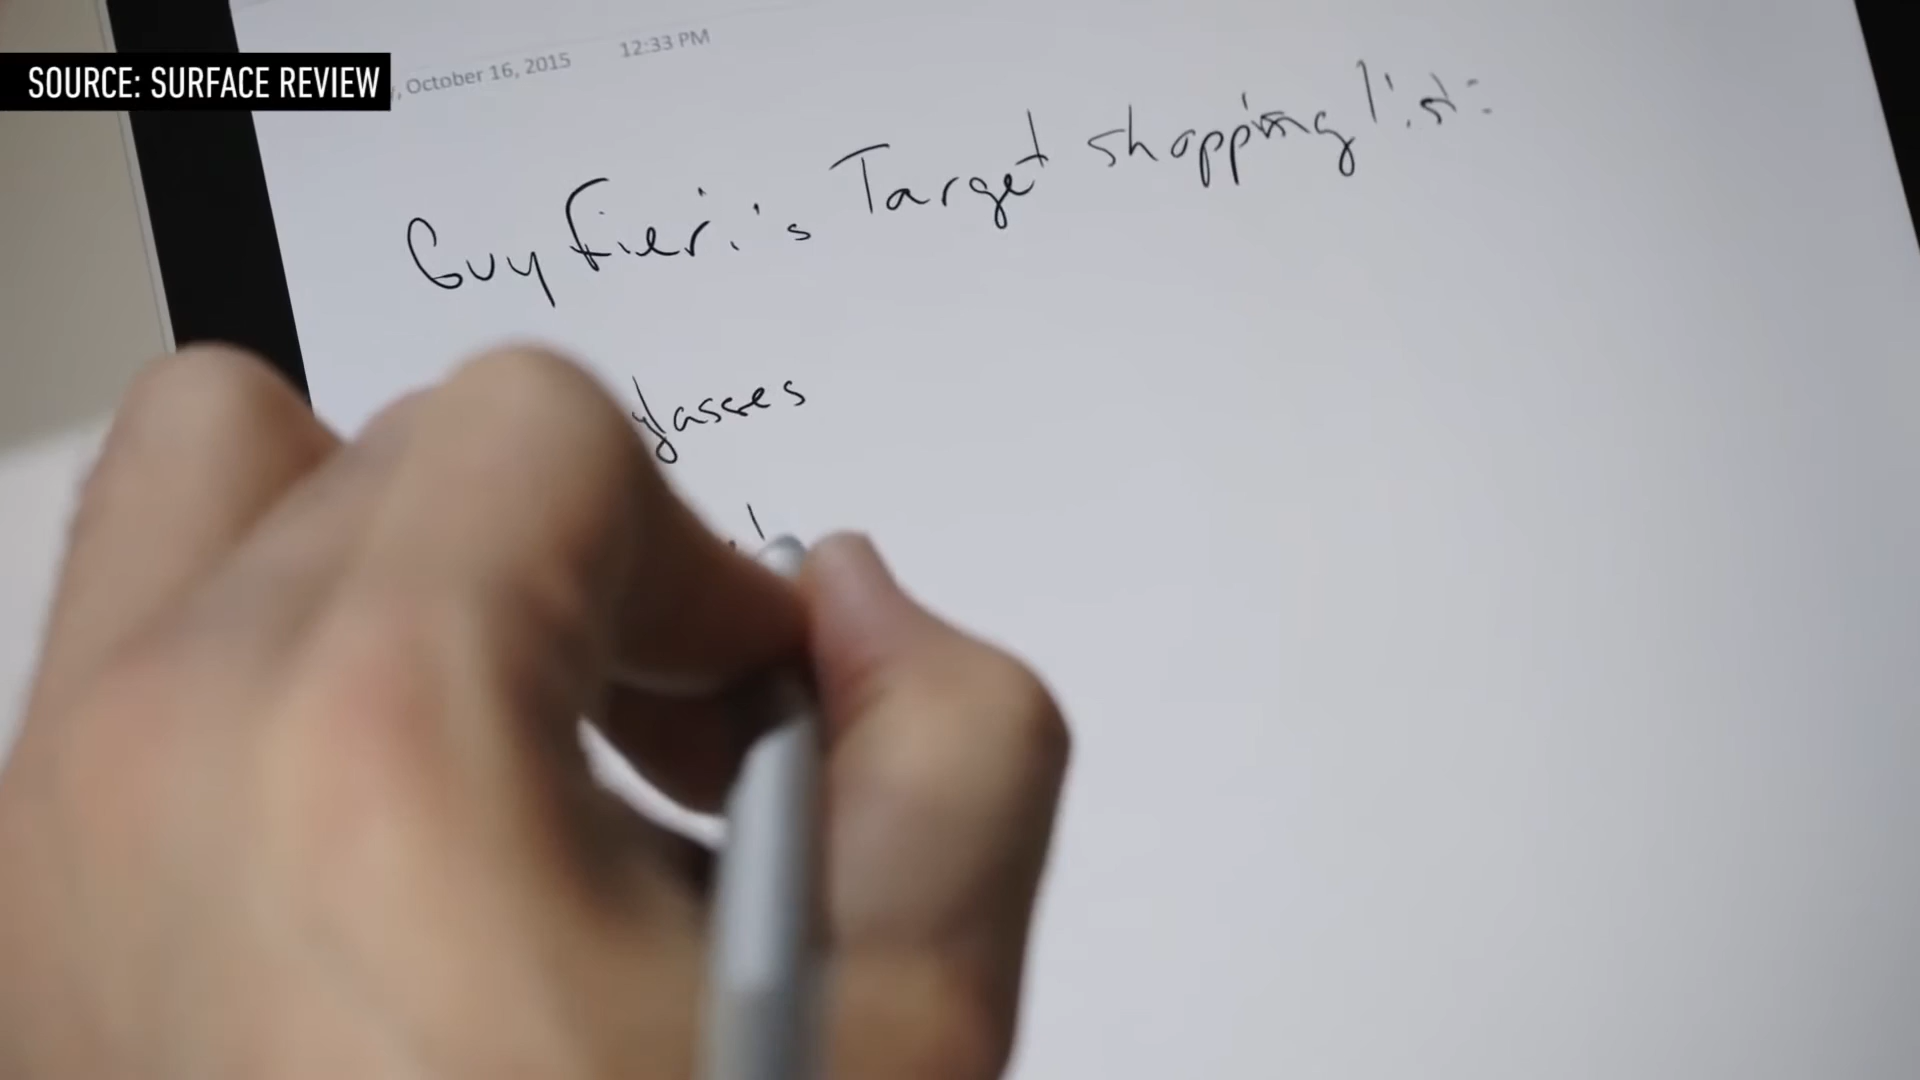 SOURCE: SURFACE REVIEW
, October 16, 2015 12:33 PM
Guy Fieri's Target shopping list:
glasses